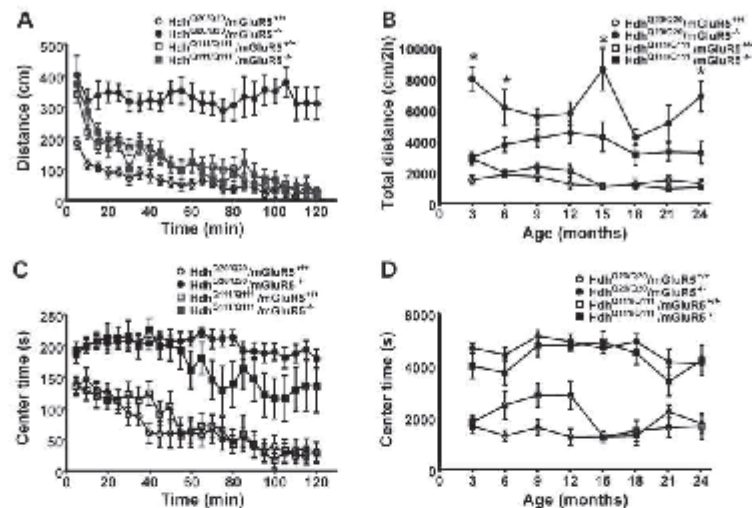 A
Hdh Q20/Q20/mGluR5 +/+
Hdh Q20/Q20/mGluR5 -/-
Hdh Q111/Q111/mGluR5 +/+
Hdh Q111/Q111/mGluR5 -/-
Distance (cm)
500
400
300
200
100
0
0 20 40 60 80 100 120
Time (min)
B
Hdh Q20/Q20/mGluR5 +/+
Hdh Q20/Q20/mGluR5 -/-
Hdh Q111/Q111/mGluR5 +/+
Hdh Q111/Q111/mGluR5 -/-
Total distance (cm/2h)
10000
8000
6000
4000
2000
0
* * * *
3 6 9 12 15 18 21 24
Age (months)
C
Hdh Q20/Q20/mGluR5 +/+
Hdh Q20/Q20/mGluR5 -/-
Hdh Q111/Q111/mGluR5 +/+
Hdh Q111/Q111/mGluR5 -/-
Center time (s)
250
200
150
100
50
0
0 20 40 60 80 100 120
Time (min)
D
Hdh Q20/Q20/mGluR5 +/+
Hdh Q20/Q20/mGluR5 -/-
Hdh Q111/Q111/mGluR5 +/+
Hdh Q111/Q111/mGluR5 -/-
Center time (s)
8000
6000
4000
2000
0
3 6 9 12 15 18 21 24
Age (months)